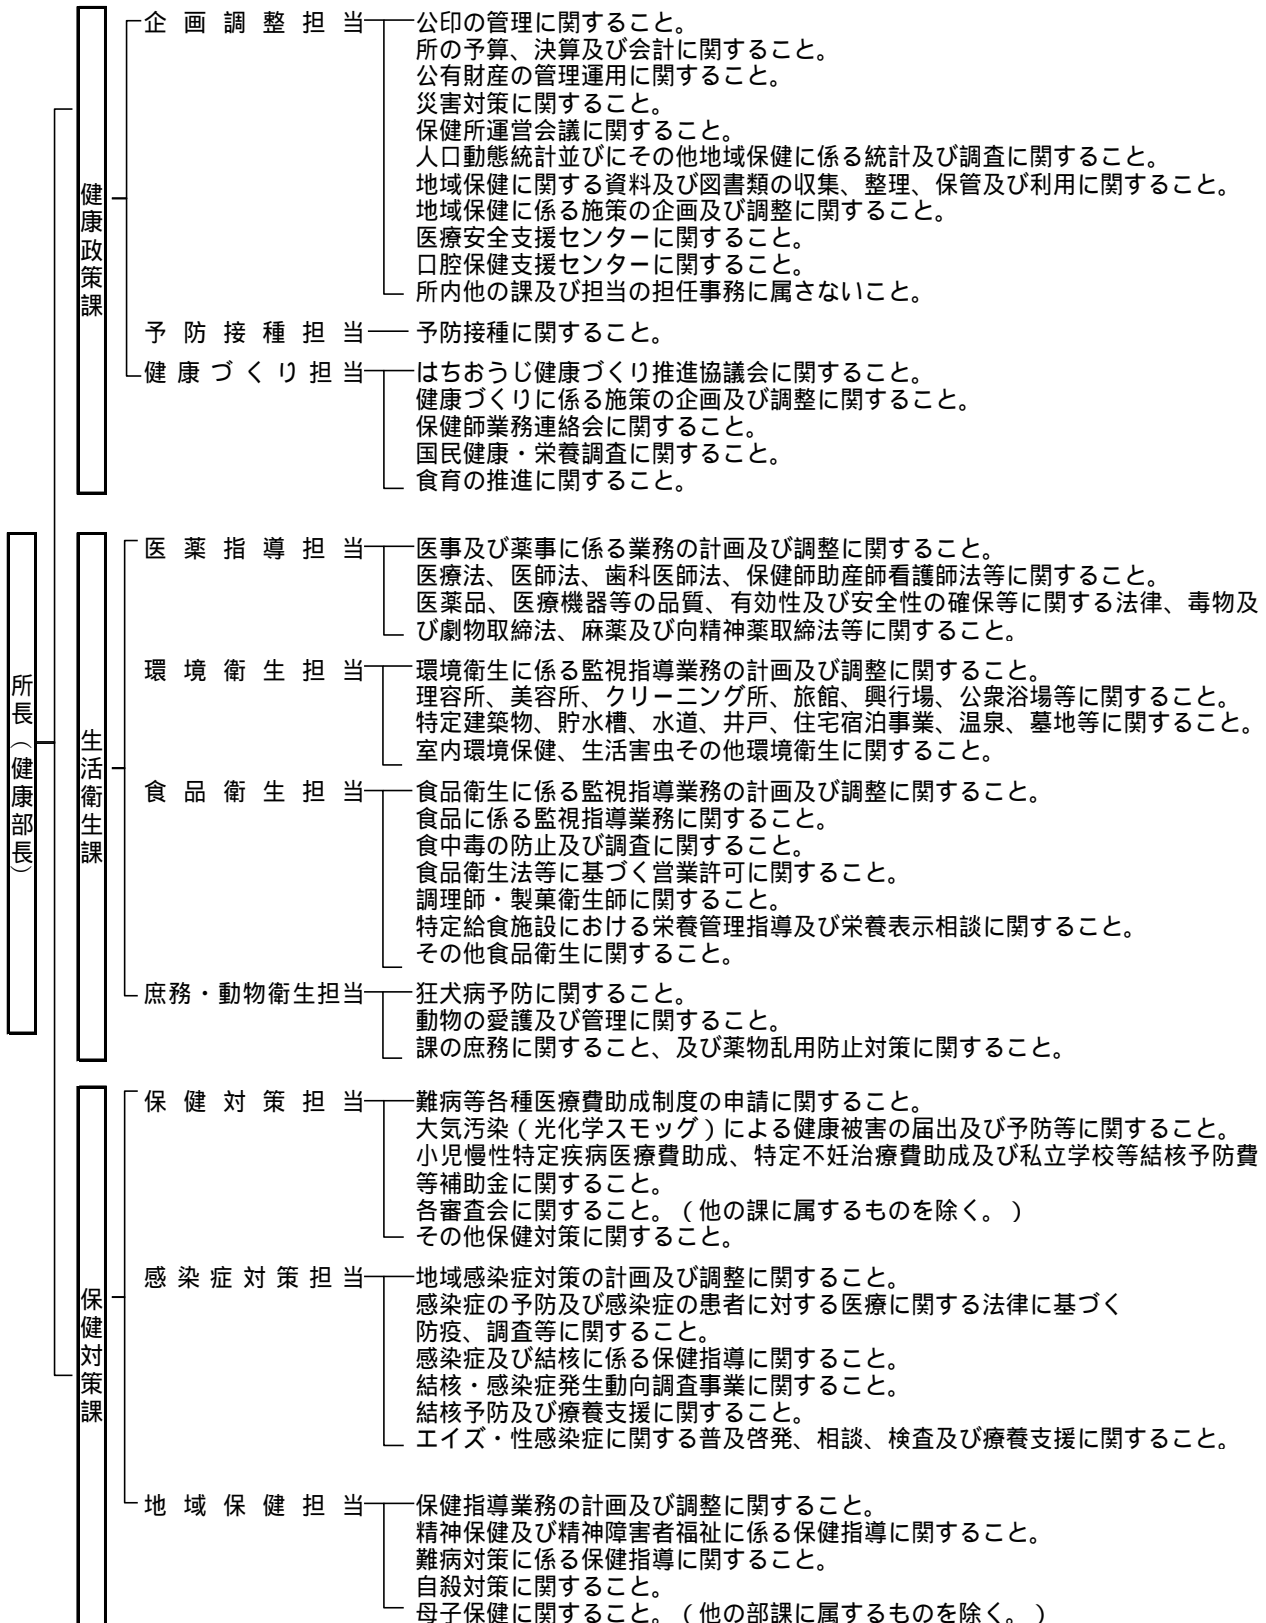 所長（健康部長）
健康政策課
企画調整担当
公印の管理に関すること。
所の予算、決算及び会計に関すること。
公有財産の管理運用に関すること。
災害対策に関すること。
保健所運営会議に関すること。
人口動態統計並びにその他地域保健に係る統計及び調査に関すること。
地域保健に関する資料及び図書類の収集、整理、保管及び利用に関すること。
地域保健に係る施策の企画及び調整に関すること。
医療安全支援センターに関すること。
口腔保健支援センターに関すること。
所内他の課及び担当の担任事務に属さないこと。
予防接種担当
予防接種に関すること。
健康づくり担当
はちおうじ健康づくり推進協議会に関すること。
健康づくりに係る施策の企画及び調整に関すること。
保健師業務連絡会に関すること。
国民健康・栄養調査に関すること。
食育の推進に関すること。
生活衛生課
医薬指導担当
医事及び薬事に係る業務の計画及び調整に関すること。
医療法、医師法、歯科医師法、保健師助産師看護師法等に関すること。
医薬品、医療機器等の品質、有効性及び安全性の確保等に関する法律、毒物及
び劇物取締法、麻薬及び向精神薬取締法等に関すること。
環境衛生担当
環境衛生に係る監視指導業務の計画及び調整に関すること。
理容所、美容所、クリーニング所、旅館、興行場、公衆浴場等に関すること。
特定建築物、貯水槽、水道、井戸、住宅宿泊事業、温泉、墓地等に関すること。
室内環境保健、生活害虫その他環境衛生に関すること。
食品衛生担当
食品衛生に係る監視指導業務の計画及び調整に関すること。
食品に係る監視指導業務に関すること。
食中毒の防止及び調査に関すること。
食品衛生法等に基づく営業許可に関すること。
調理師・製菓衛生師に関すること。
特定給食施設における栄養管理指導及び栄養表示相談に関すること。
その他食品衛生に関すること。
庶務・動物衛生担当
狂犬病予防に関すること。
動物の愛護及び管理に関すること。
課の庶務に関すること、及び薬物乱用防止対策に関すること。
保健対策課
保健対策担当
難病等各種医療費助成制度の申請に関すること。
大気汚染（光化学スモッグ）による健康被害の届出及び予防等に関すること。
小児慢性特定疾病医療費助成、特定不妊治療費助成及び私立学校等結核予防費
等補助金に関すること。
各審査会に関すること。（他の課に属するものを除く。）
その他保健対策に関すること。
感染症対策担当
地域感染症対策の計画及び調整に関すること。
感染症の予防及び感染症の患者に対する医療に関する法律に基づく
防疫、調査等に関すること。
感染症及び結核に係る保健指導に関すること。
結核・感染症発生動向調査事業に関すること。
結核予防及び療養支援に関すること。
エイズ・性感染症に関する普及啓発、相談、検査及び療養支援に関すること。
地域保健担当
保健指導業務の計画及び調整に関すること。
精神保健及び精神障害者福祉に係る保健指導に関すること。
難病対策に係る保健指導に関すること。
自殺対策に関すること。
母子保健に関すること。（他の部課に属するものを除く。）